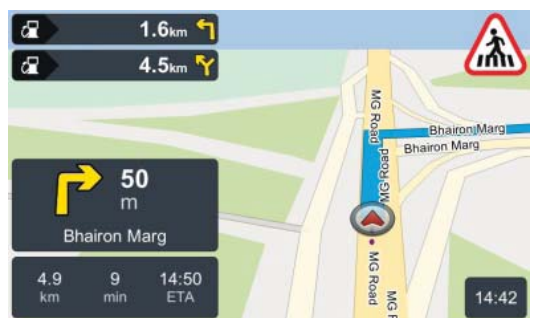 1.6km
4.5km
MG Road
Bhairon Marg
Bhairon Marg
MG Road
50
m
Bhairon Marg
MG Road
MG R
4.9 9 14:50
km min ETA
14:42